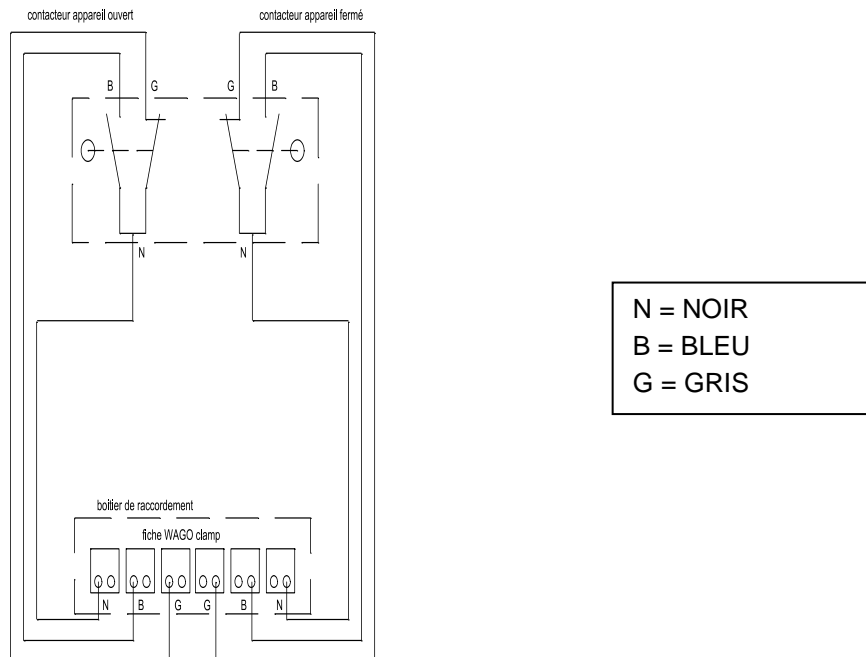 contacteur appareil ouvert
contacteur appareil fermé
B G G B
N N
N = NOIR
B = BLEU
G = GRIS
boitier de raccordement
fiche WAGO clamp
N B G G B N